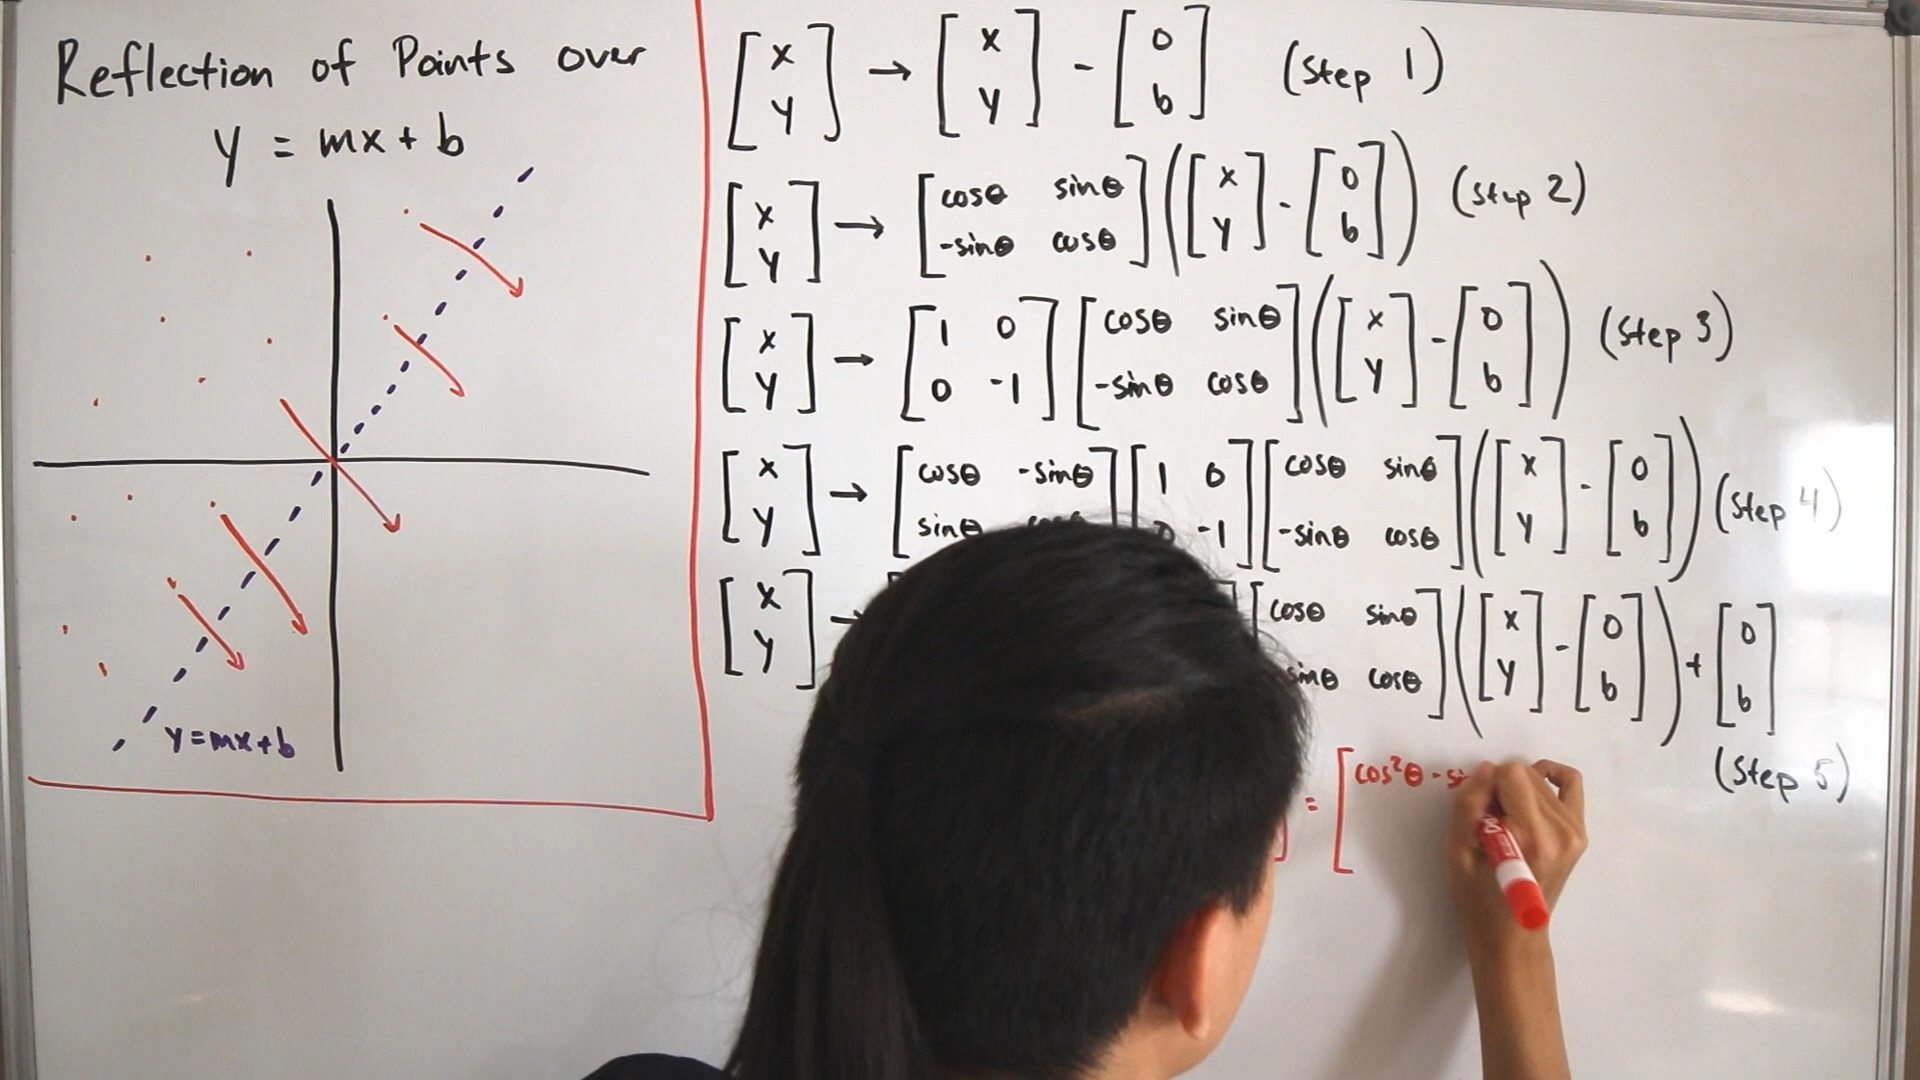 Reflection of Points over
y = mx + b
y=mx+b
[x y] → [x y] - [0 b] (Step 1)
[x y] → [cosθ sinθ -sinθ cosθ] ([x y] - [0 b]) (Step 2)
[x y] → [1 0 0 -1] [cosθ sinθ -sinθ cosθ] ([x y] - [0 b]) (Step 3)
[x y] → [cosθ -sinθ sinθ] [1 0 -1] [cosθ sinθ -sinθ cosθ] ([x y] - [0 b]) (Step 4)
[x y] → [cosθ sinθ sinθ cosθ] ([x y] - [0 b]) + [0 b]
(Step 5)
= [cos²θ -